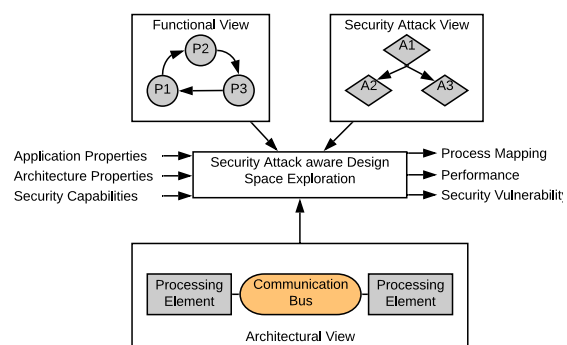 Functional View
Security Attack View
P2
P1
P3
A1
A2
A3
Application Properties
Architecture Properties
Security Capabilities
Security Attack aware Design
Space Exploration
Process Mapping
Performance
Security Vulnerability
Processing
Element
Communication
Bus
Processing
Element
Architectural View